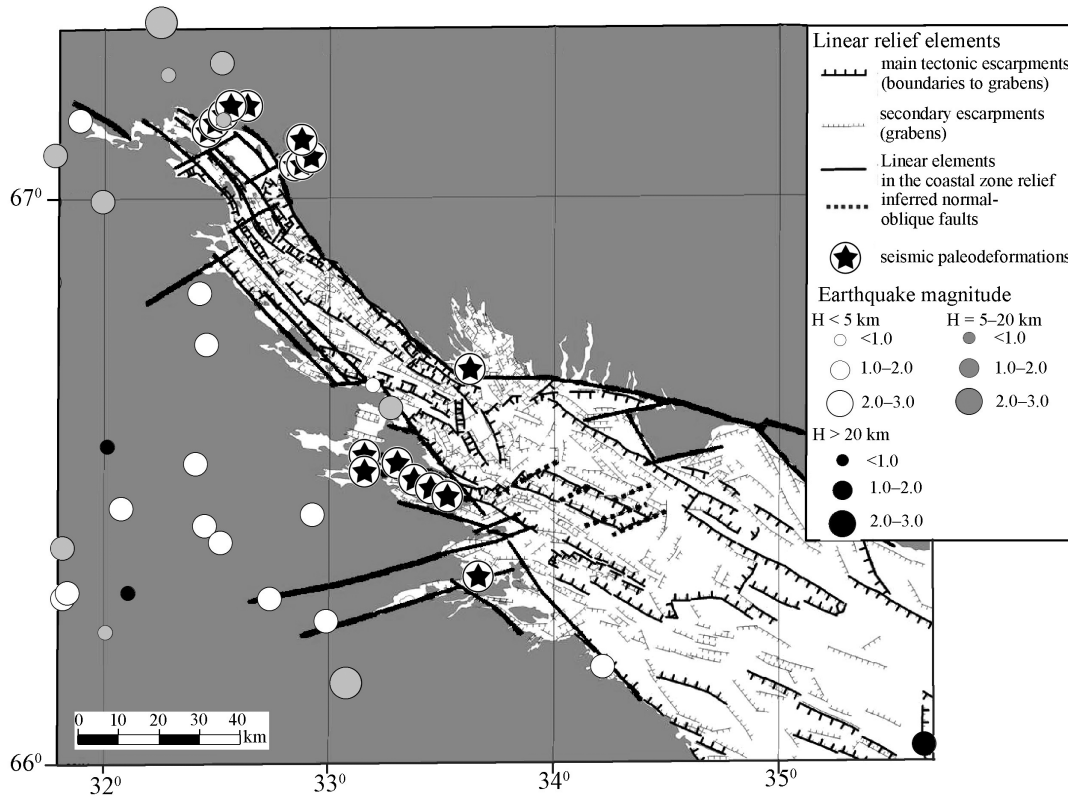 Linear relief elements
main tectonic escarpments
(boundaries to grabens)
secondary escarpments
(grabens)
Linear elements
in the coastal zone relief
inferred normal-
oblique faults
seismic paleodeformations
Earthquake magnitude
H < 5 km
H = 5–20 km
<1.0
<1.0
1.0–2.0
1.0–2.0
2.0–3.0
2.0–3.0
H > 20 km
<1.0
1.0–2.0
2.0–3.0
67⁰
66⁰
0 10 20 30 40
km
32⁰ 33⁰ 34⁰ 35⁰